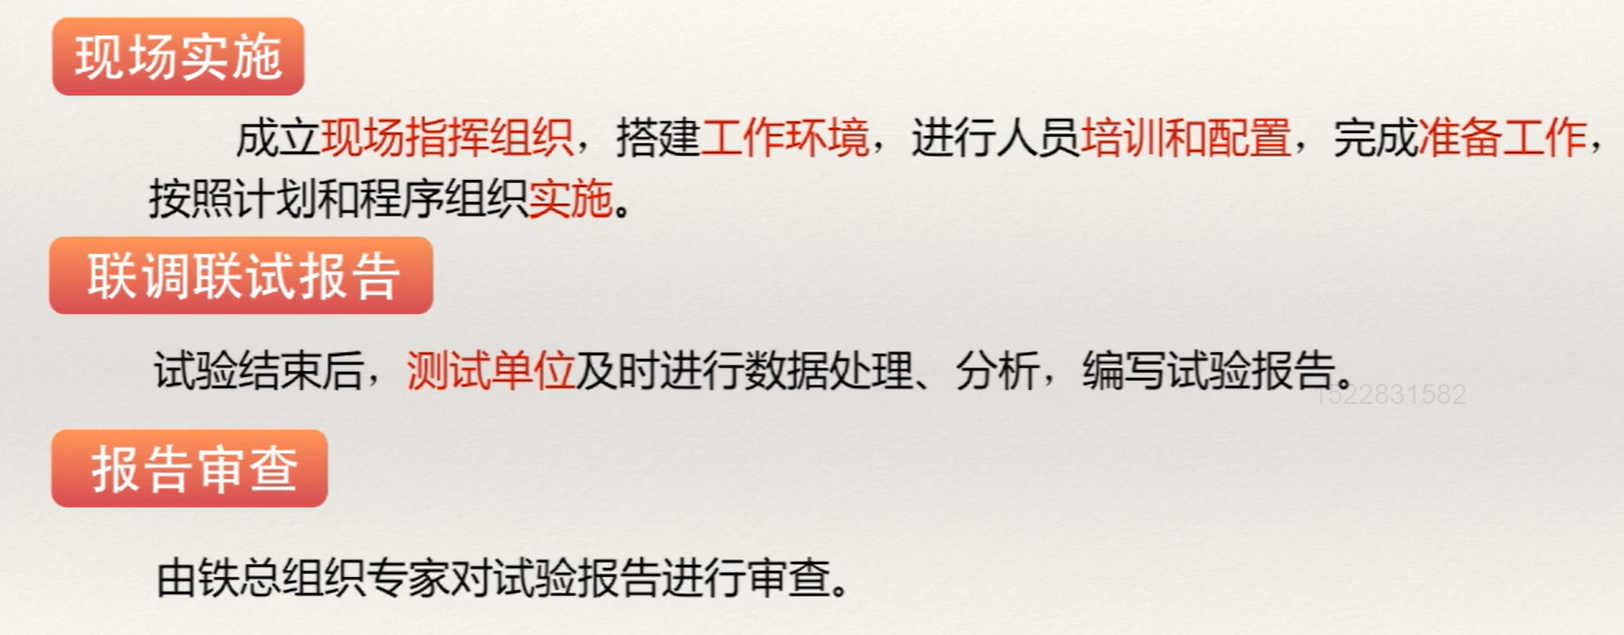 现场实施
成立现场指挥组织，搭建工作环境，进行人员培训和配置，完成准备工作，
按照计划和程序组织实施。
联调联试报告
试验结束后，测试单位及时进行数据处理、分析，编写试验报告。
1522831582
报告审查
由铁总组织专家对试验报告进行审查。